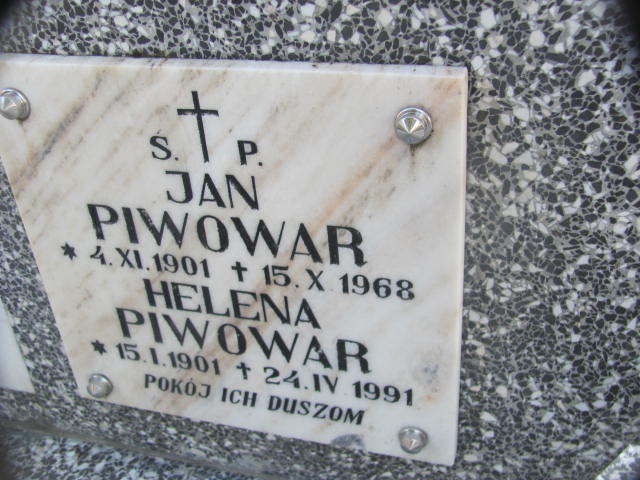 Ś. P.
JAN
PIWOWAR
* 4.XI.1901 † 15.X.1968
HELENA
PIWOWAR
* 15.I.1901 † 24.IV 1991
POKÓJ ICH DUSZOM